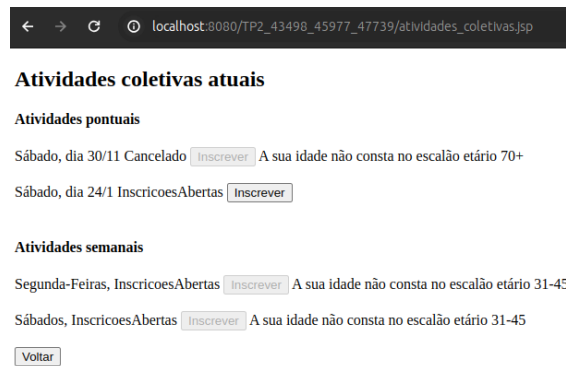 localhost:8080/TP2_43498_45977_47739/atividades_coletivas.jsp
Atividades coletivas atuais
Atividades pontuais
Sábado, dia 30/11 Cancelado Inscrever A sua idade não consta no escalão etário 70+
Sábado, dia 24/1 InscricoesAbertas Inscrever
Atividades semanais
Segunda-Feiras, InscricoesAbertas Inscrever A sua idade não consta no escalão etário 31-45
Sábados, InscricoesAbertas Inscrever A sua idade não consta no escalão etário 31-45
Voltar